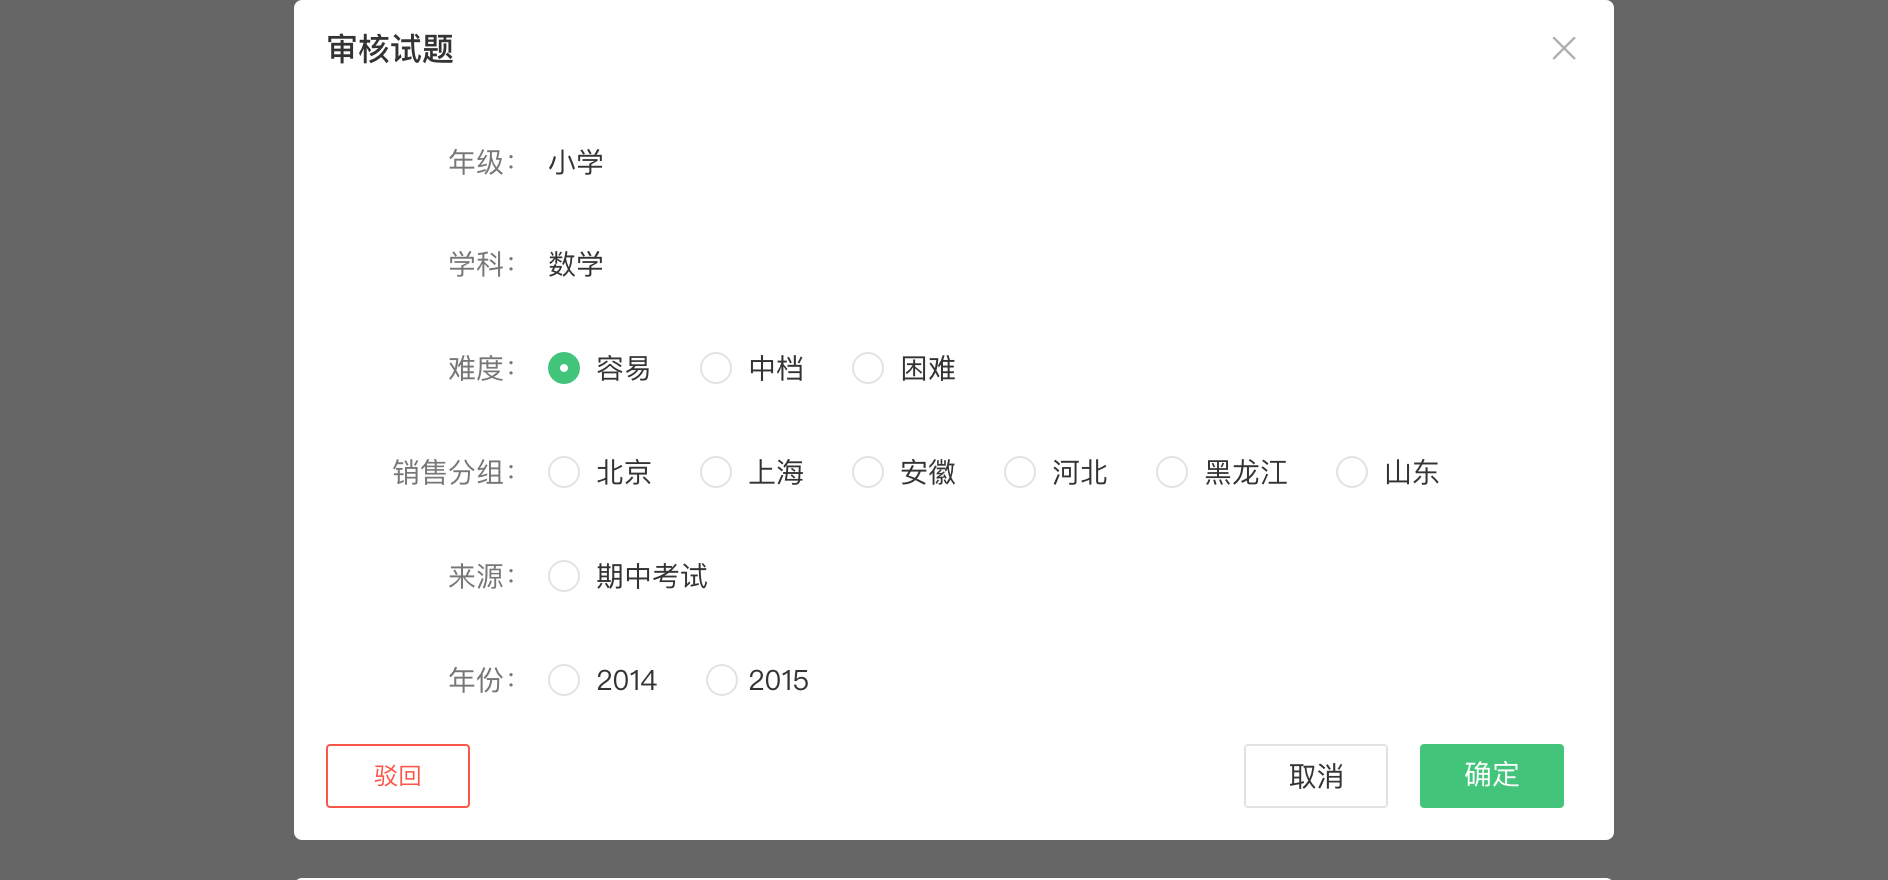 审核试题
年级： 小学
学科： 数学
难度： 容易 中档 困难
销售分组： 北京 上海 安徽 河北 黑龙江 山东
来源： 期中考试
年份： 2014 2015
驳回 取消 确定